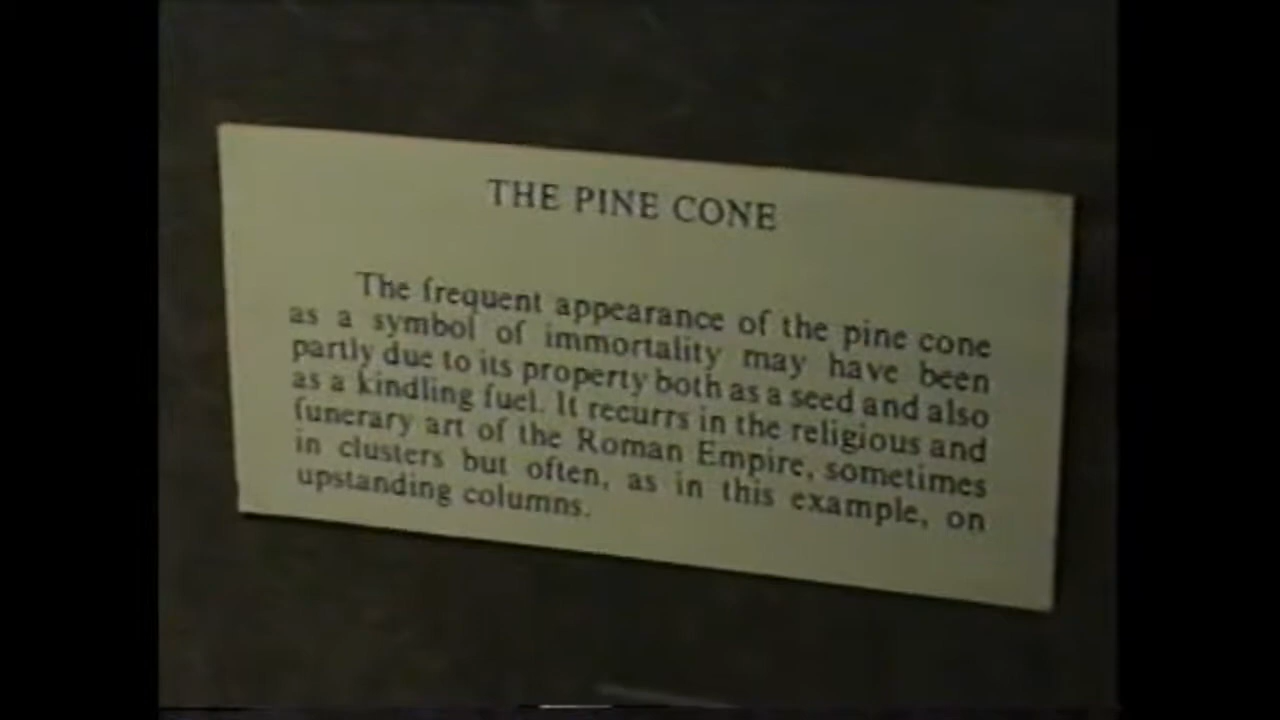 THE PINE CONE
The frequent appearance of the pine cone
as a symbol of immortality may have been
partly due to its property both as a seed and also
as a kindling fuel. It recurrs in the religious and
funerary art of the Roman Empire, sometimes
in clusters but often, as in this example, on
upstanding columns.